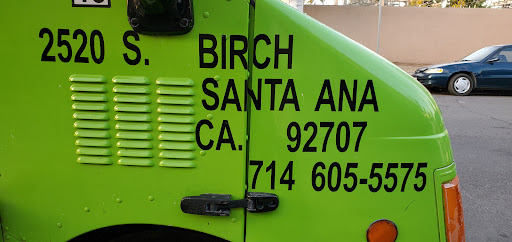 2520 S. BIRCH
SANTA ANA
CA. 92707
714 605-5575